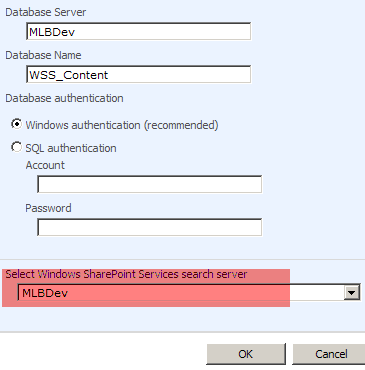 Database Server
MLBDev
Database Name
WSS_Content
Database authentication
Windows authentication (recommended)
SQL authentication
Account
Password
Select Windows SharePoint Services search server
MLBDev
OK
Cancel